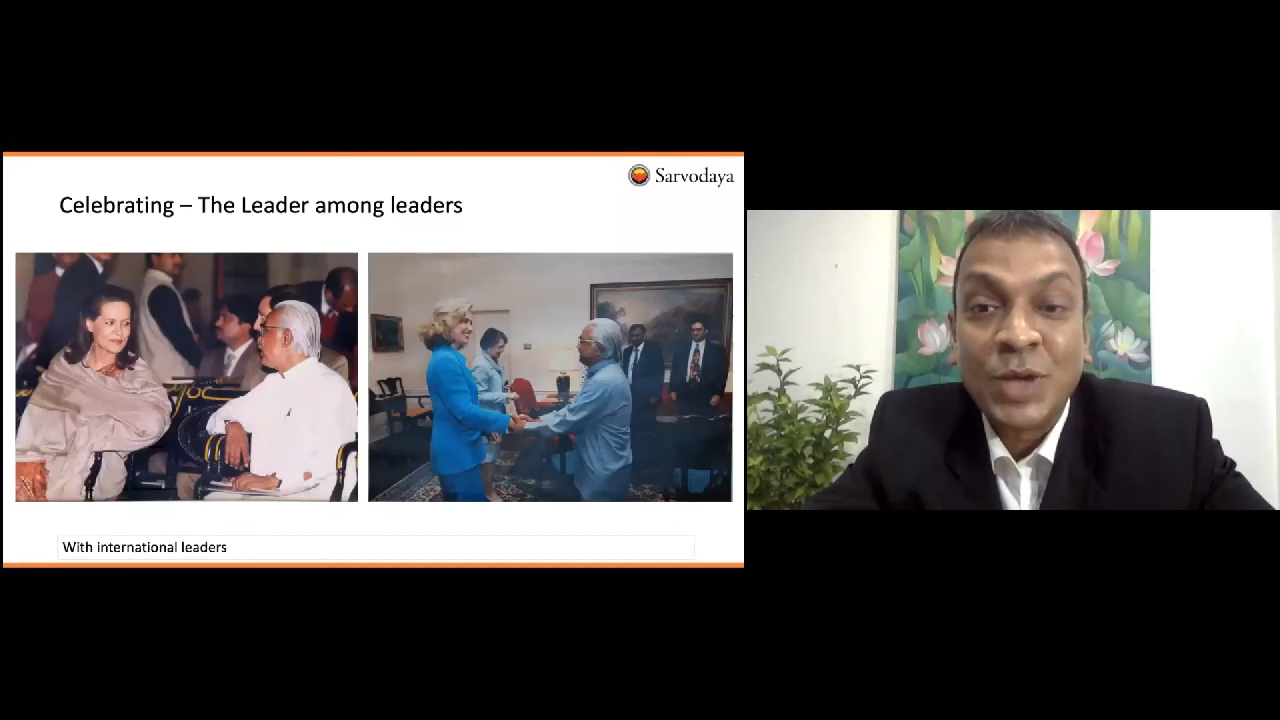 Sarvodaya
Celebrating – The Leader among leaders
With international leaders